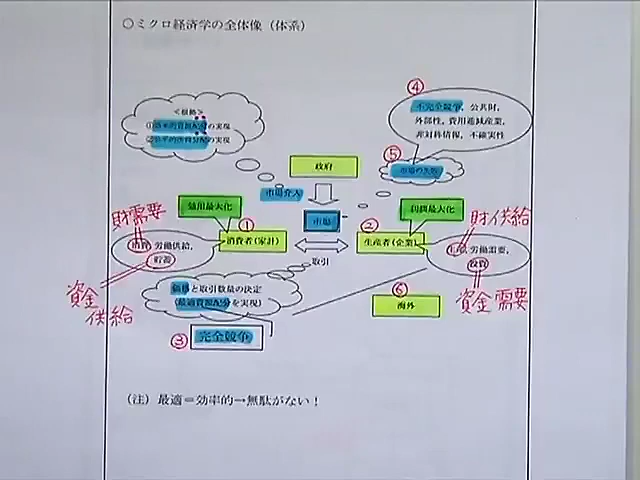 〇ミクロ経済学の全体像（体系）
④
不完全競争，公共財，
外部性，費用逓減産業，
非対称情報，不確実性
＜根拠＞
①効率的資源配分の実現
②公平的所得分配の実現
⑤
市場の失敗
政府
市場介入
効用最大化
利潤最大化
市場
財需要
財供給
①
消費者（家計）
②
生産者（企業）
消費，労働供給，
貯蓄
生産，労働需要，
投資
取引
資金
供給
資金需要
価格と取引数量の決定
（最適資源配分を実現）
⑥
海外
③
完全競争
（注）最適＝効率的→無駄がない！